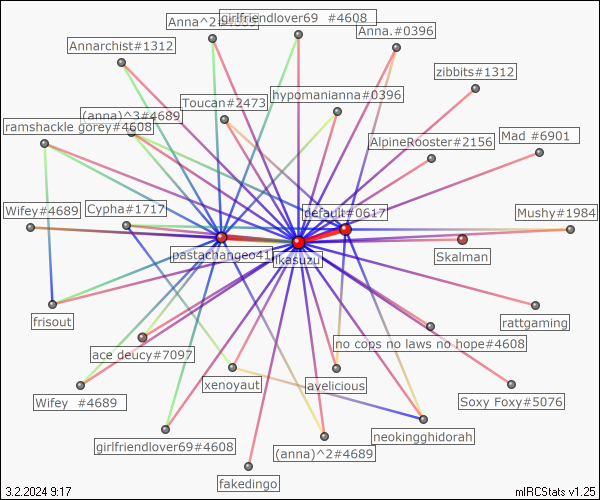 girlfriendlover69 #4608
Anna^2#4689
Anna.#0396
Annarchist#1312
zibbits#1312
hypomanianna#0396
Toucan#2473
(anna)^3#4689
ramshackle gorey#4608
AlpineRooster#2156
Mad #6901
Wifey#4689
Cypha#1717
default#0617
Mushy#1984
pastachangeo41
likasuzu
Skalman
frisout
rattgaming
no cops no laws no hope#4608
ace deucy#7097
xenoyaut
avelicious
Wifey #4689
Soxy Foxy#5076
neokingghidorah
girlfriendlover69#4608
(anna)^2#4689
fakedingo
3.2.2024 9:17
mIRCStats v1.25